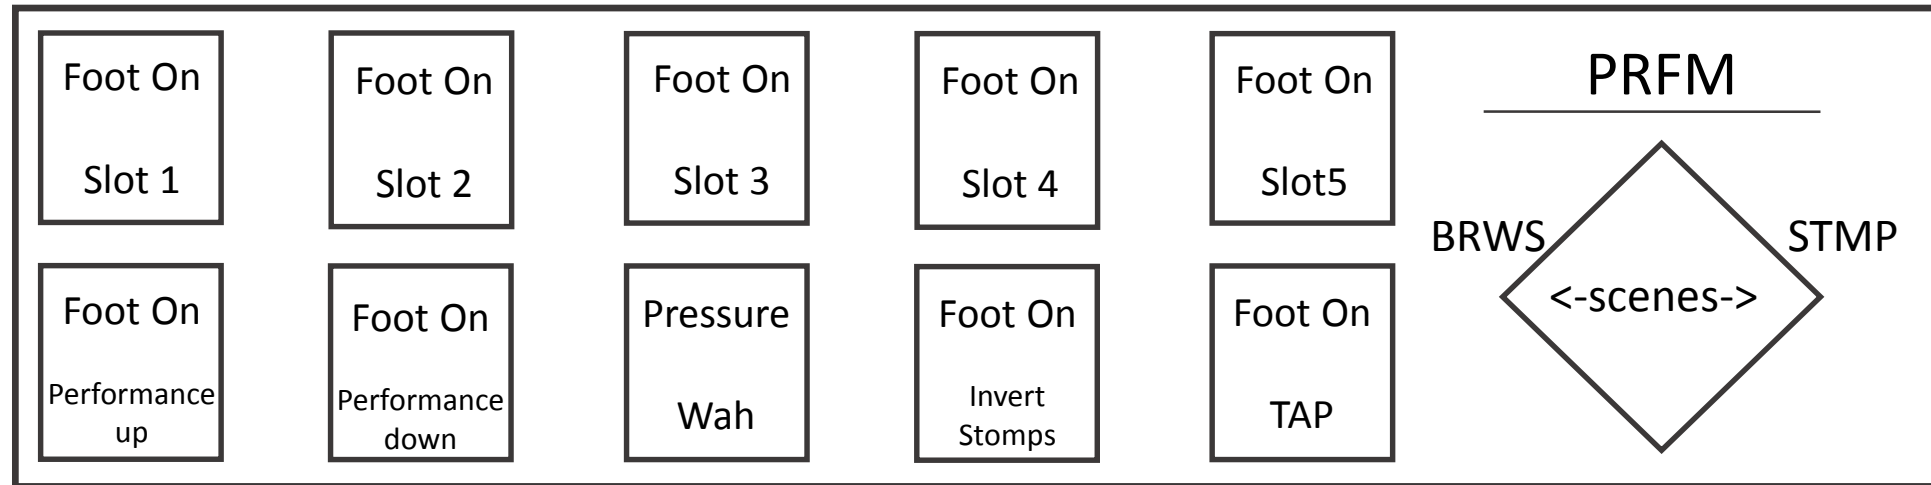 Foot On
Slot 1
Foot On
Slot 2
Foot On
Slot 3
Foot On
Slot 4
Foot On
Slot5
PRFM
BRWS
STMP
<-scenes->
Foot On
Performance
up
Foot On
Performance
down
Pressure
Wah
Foot On
Invert
Stomps
Foot On
TAP